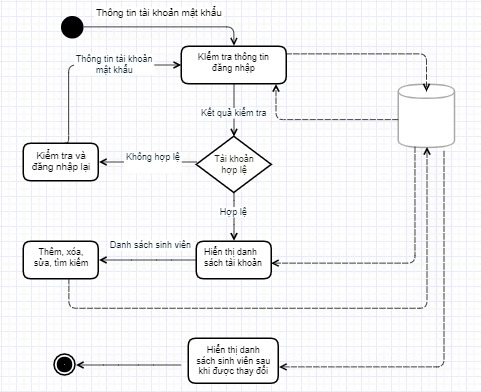 Thông tin tài khoản mật khẩu
Thông tin tài khoản
mật khẩu
Kiểm tra thông tin
đăng nhập
Kết quả kiểm tra
Kiểm tra và
đăng nhập lại
Không hợp lệ
Tài khoản
hợp lệ
Hợp lệ
Thêm, xóa,
sửa, tìm kiếm
Danh sách sinh viên
Hiển thị danh
sách tài khoản
Hiển thị danh
sách sinh viên sau
khi được thay đổi